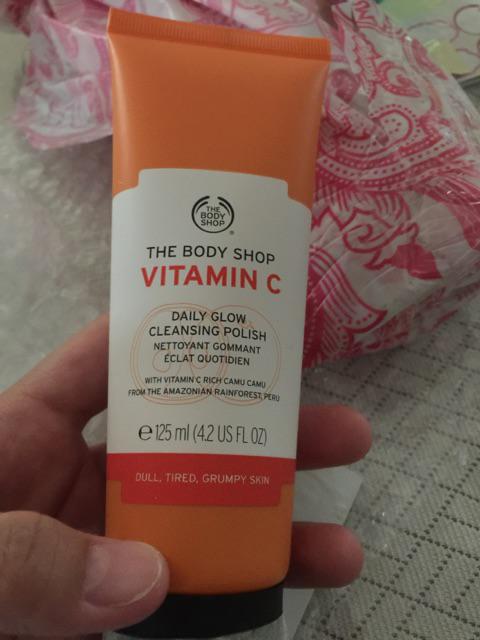 THE
BODY
SHOP
®
THE BODY SHOP
VITAMIN C
DAILY GLOW
CLEANSING POLISH
NETTOYANT GOMMANT
ÉCLAT QUOTIDIEN
WITH VITAMIN C RICH CAMU CAMU
FROM THE AMAZONIAN RAINFOREST, PERU
℮ 125 ml (4.2 US FL OZ)
DULL, TIRED, GRUMPY SKIN